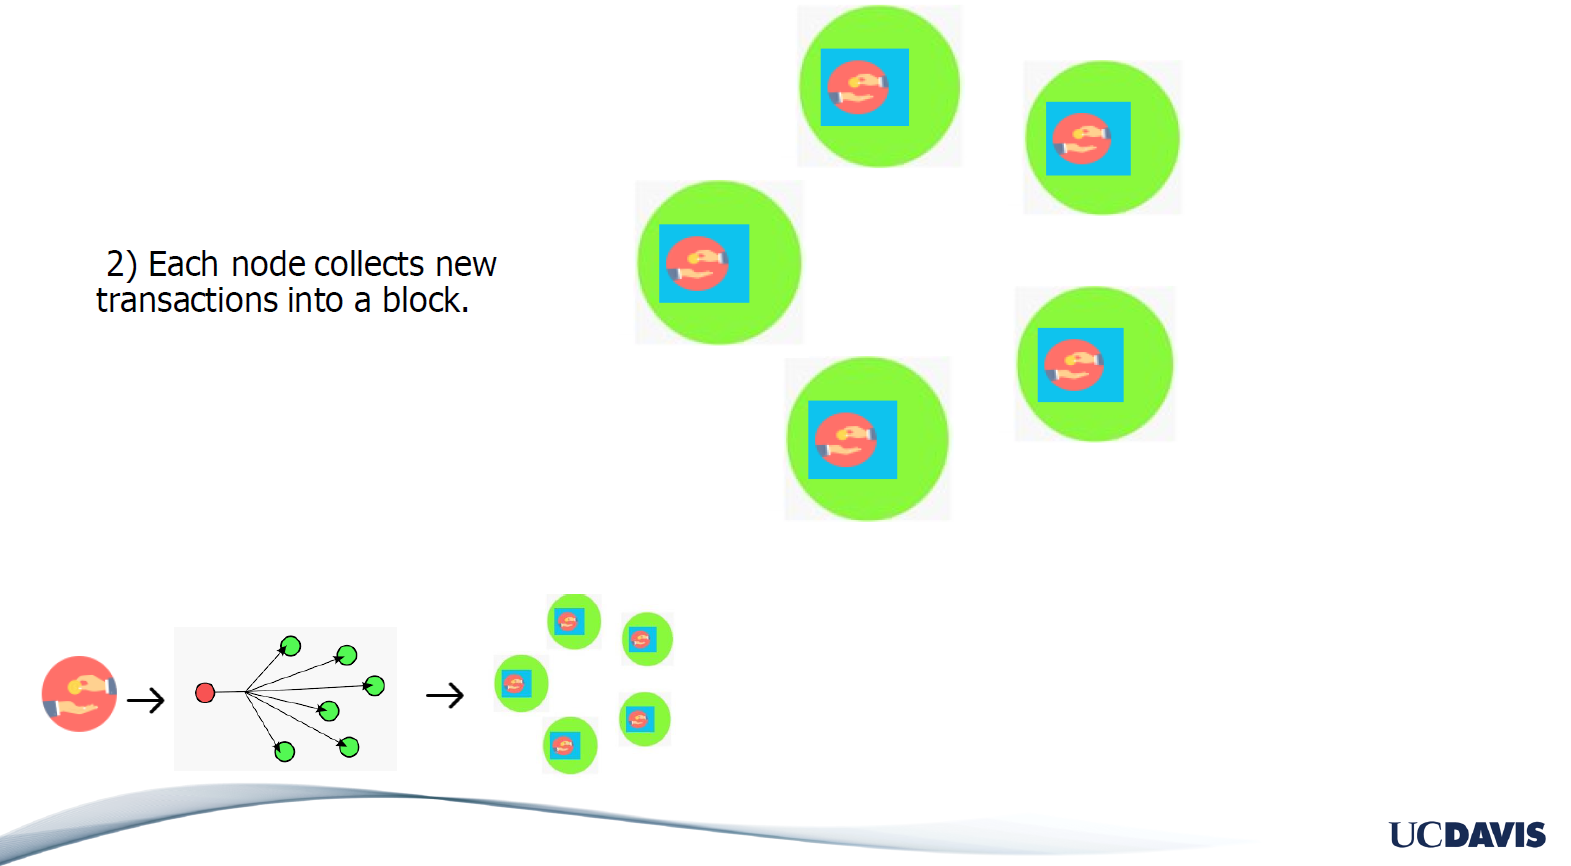 2) Each node collects new
transactions into a block.
UCDAVIS